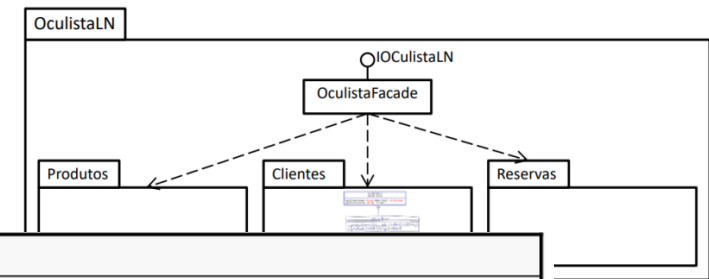 OculistaLN
IOCulistaLN
OculistaFacade
Produtos
Clientes
Reservas